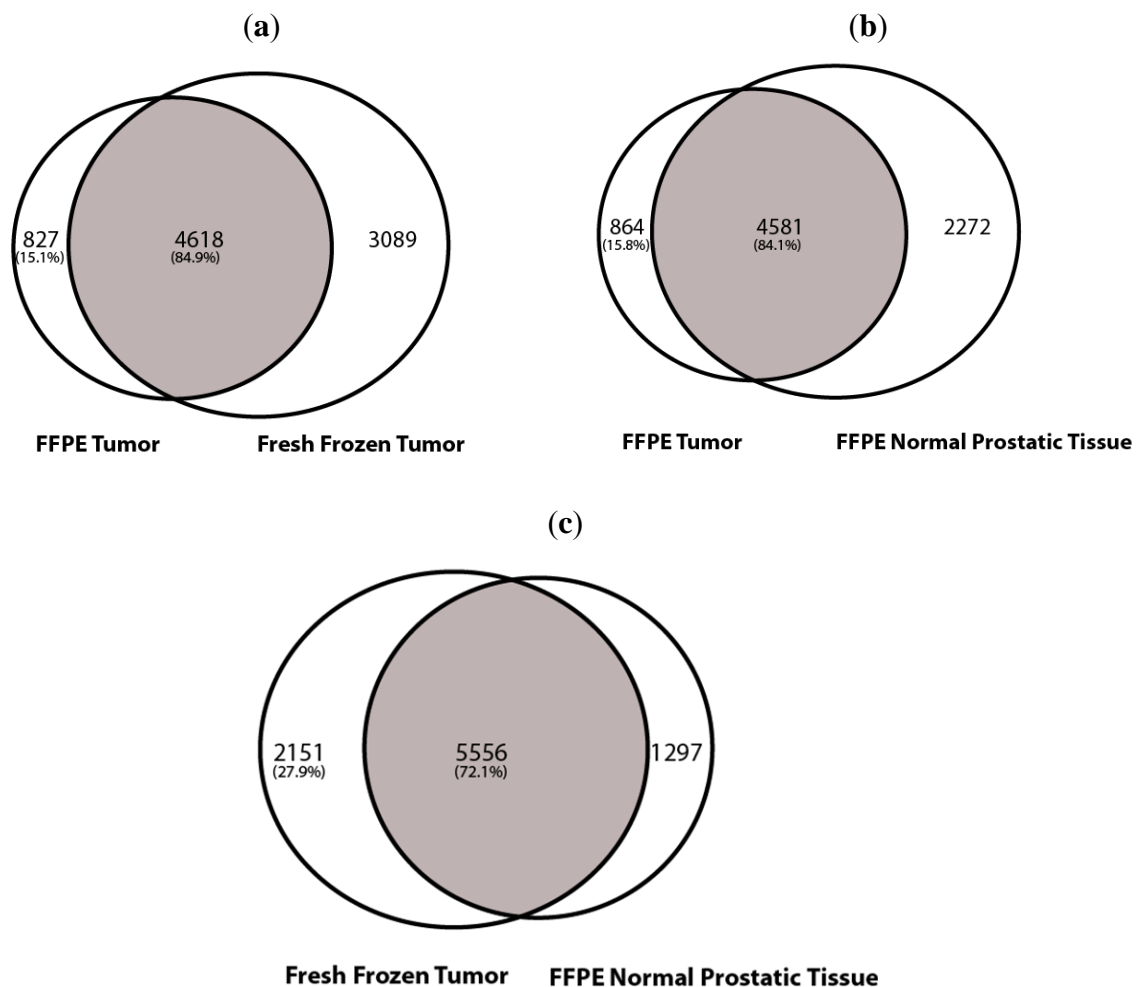 (a)
827
(15.1%)
4618
(84.9%)
3089
FFPE Tumor
Fresh Frozen Tumor
(b)
864
(15.8%)
4581
(84.1%)
2272
FFPE Tumor
FFPE Normal Prostatic Tissue
(c)
2151
(27.9%)
5556
(72.1%)
1297
Fresh Frozen Tumor
FFPE Normal Prostatic Tissue